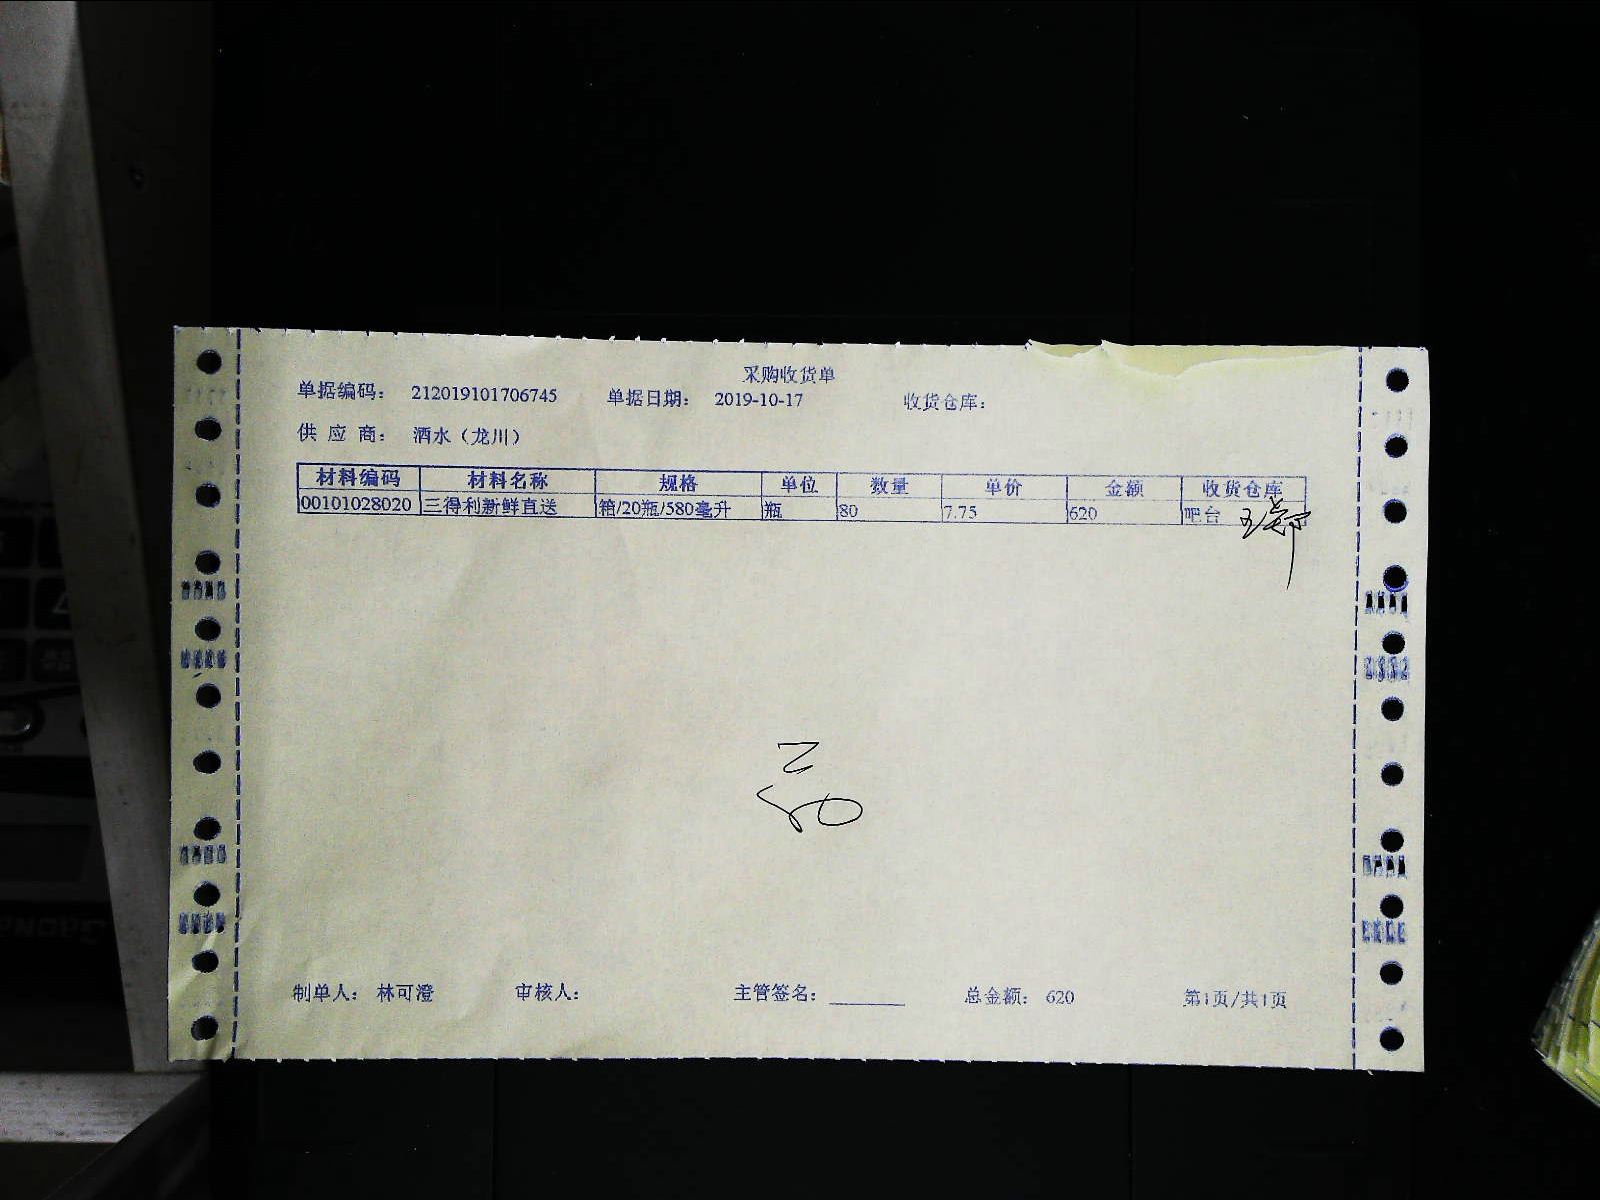 采购收货单
单据编码： 212019101706745 单据日期： 2019-10-17 收货仓库：
供 应 商： 酒水（龙川）
材料编码 材料名称 规格 单位 数量 单价 金额 收货仓库
00101028020 三得利新鲜直送 箱/20瓶/580毫升 瓶 80 7.75 620 吧台
制单人： 林可澄 审核人： 主管签名： ________ 总金额： 620 第1页/共1页